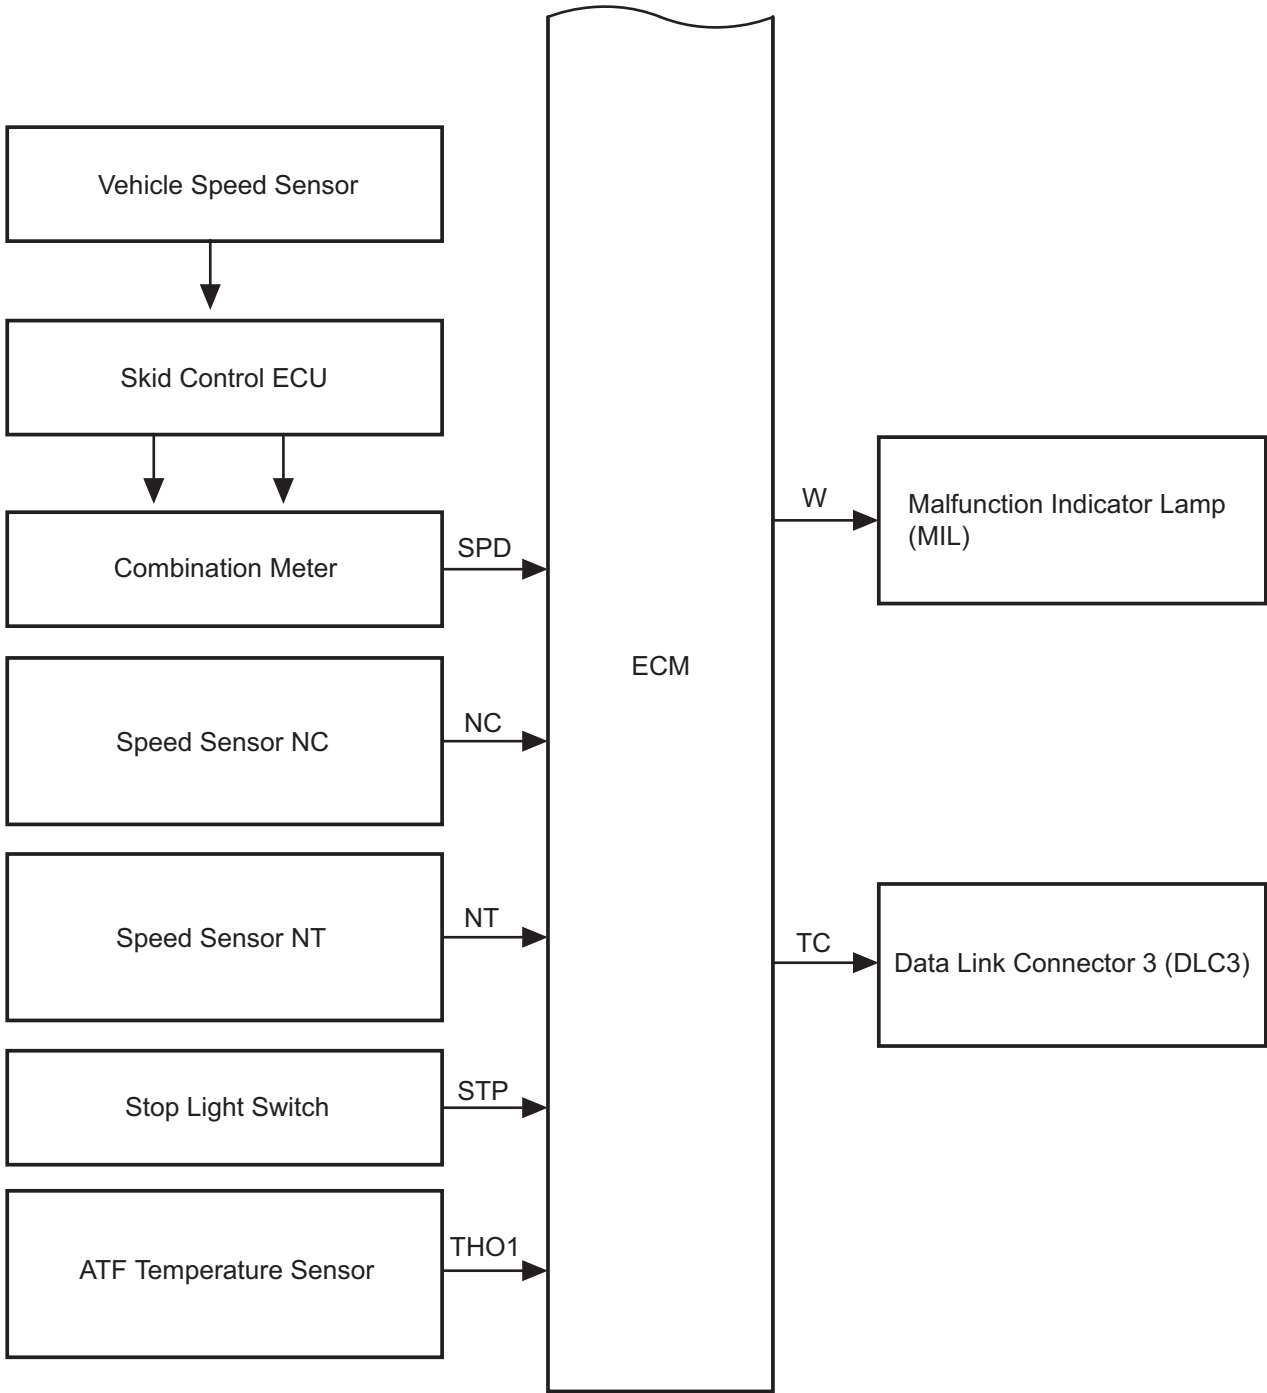 Vehicle Speed Sensor
Skid Control ECU
Combination Meter
SPD
Speed Sensor NC
NC
Speed Sensor NT
NT
Stop Light Switch
STP
ATF Temperature Sensor
THO1
ECM
W
Malfunction Indicator Lamp
(MIL)
TC
Data Link Connector 3 (DLC3)